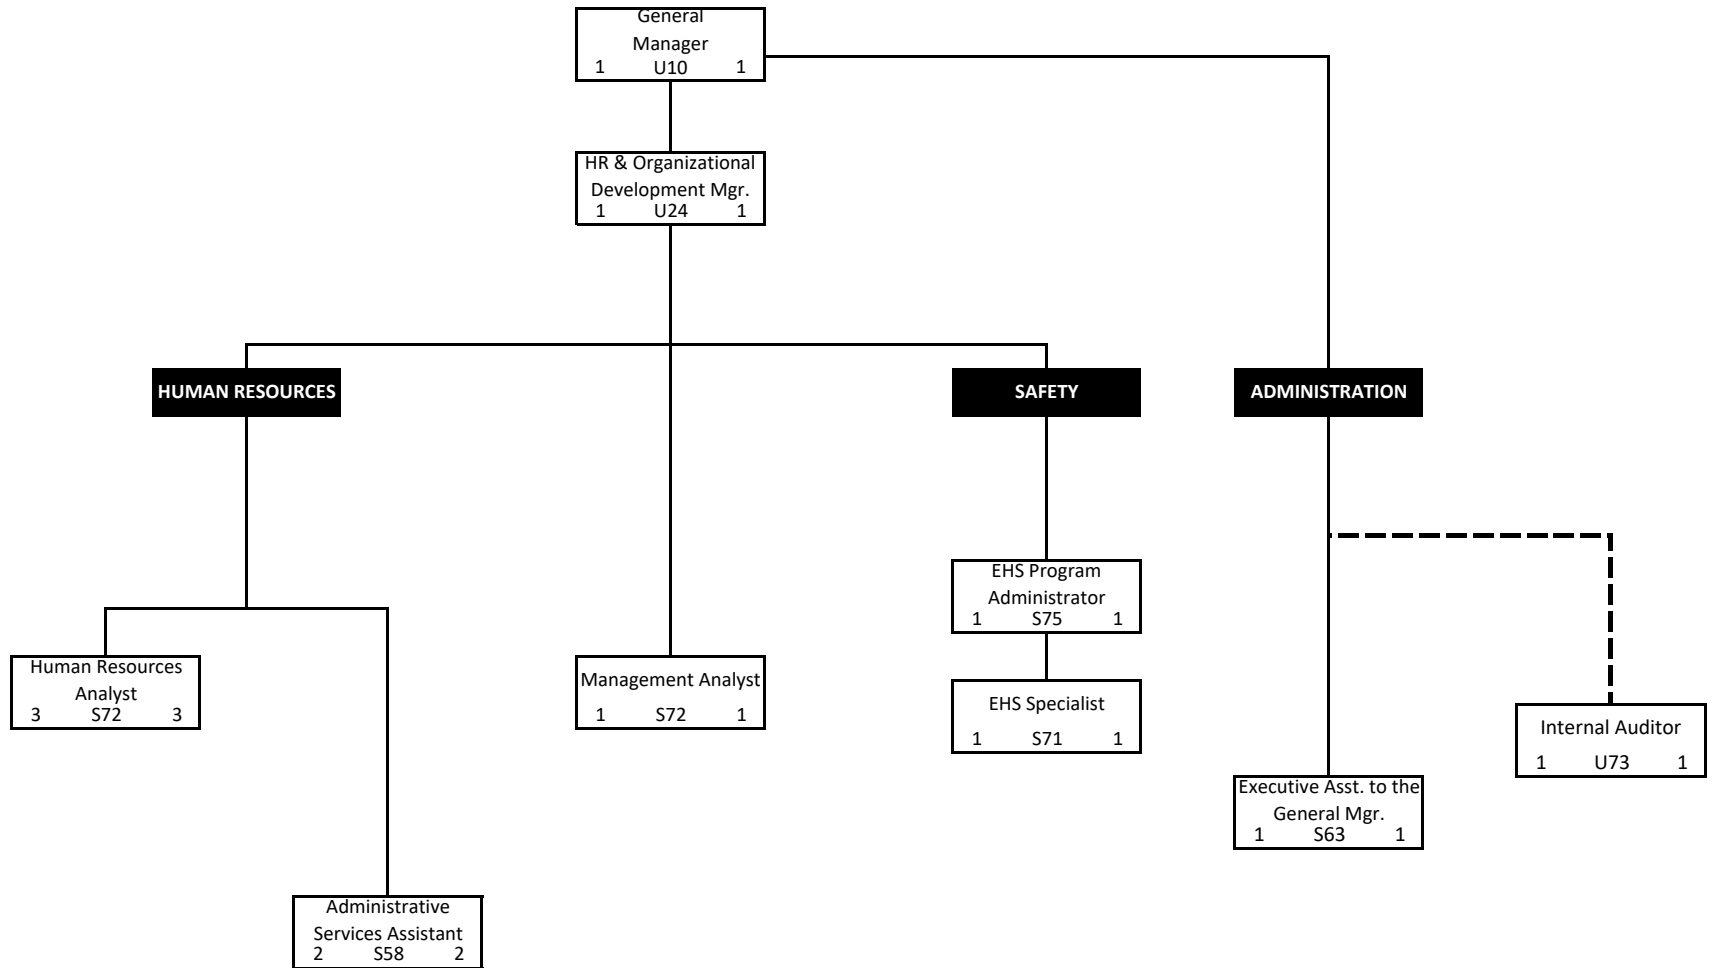 General
Manager
1 U10 1
HR & Organizational
Development Mgr.
1 U24 1
HUMAN RESOURCES
SAFETY
ADMINISTRATION
EHS Program
Administrator
1 S75 1
Human Resources
Analyst
3 S72 3
Management Analyst
1 S72 1
EHS Specialist
1 S71 1
Internal Auditor
1 U73 1
Executive Asst. to the
General Mgr.
1 S63 1
Administrative
Services Assistant
2 S58 2